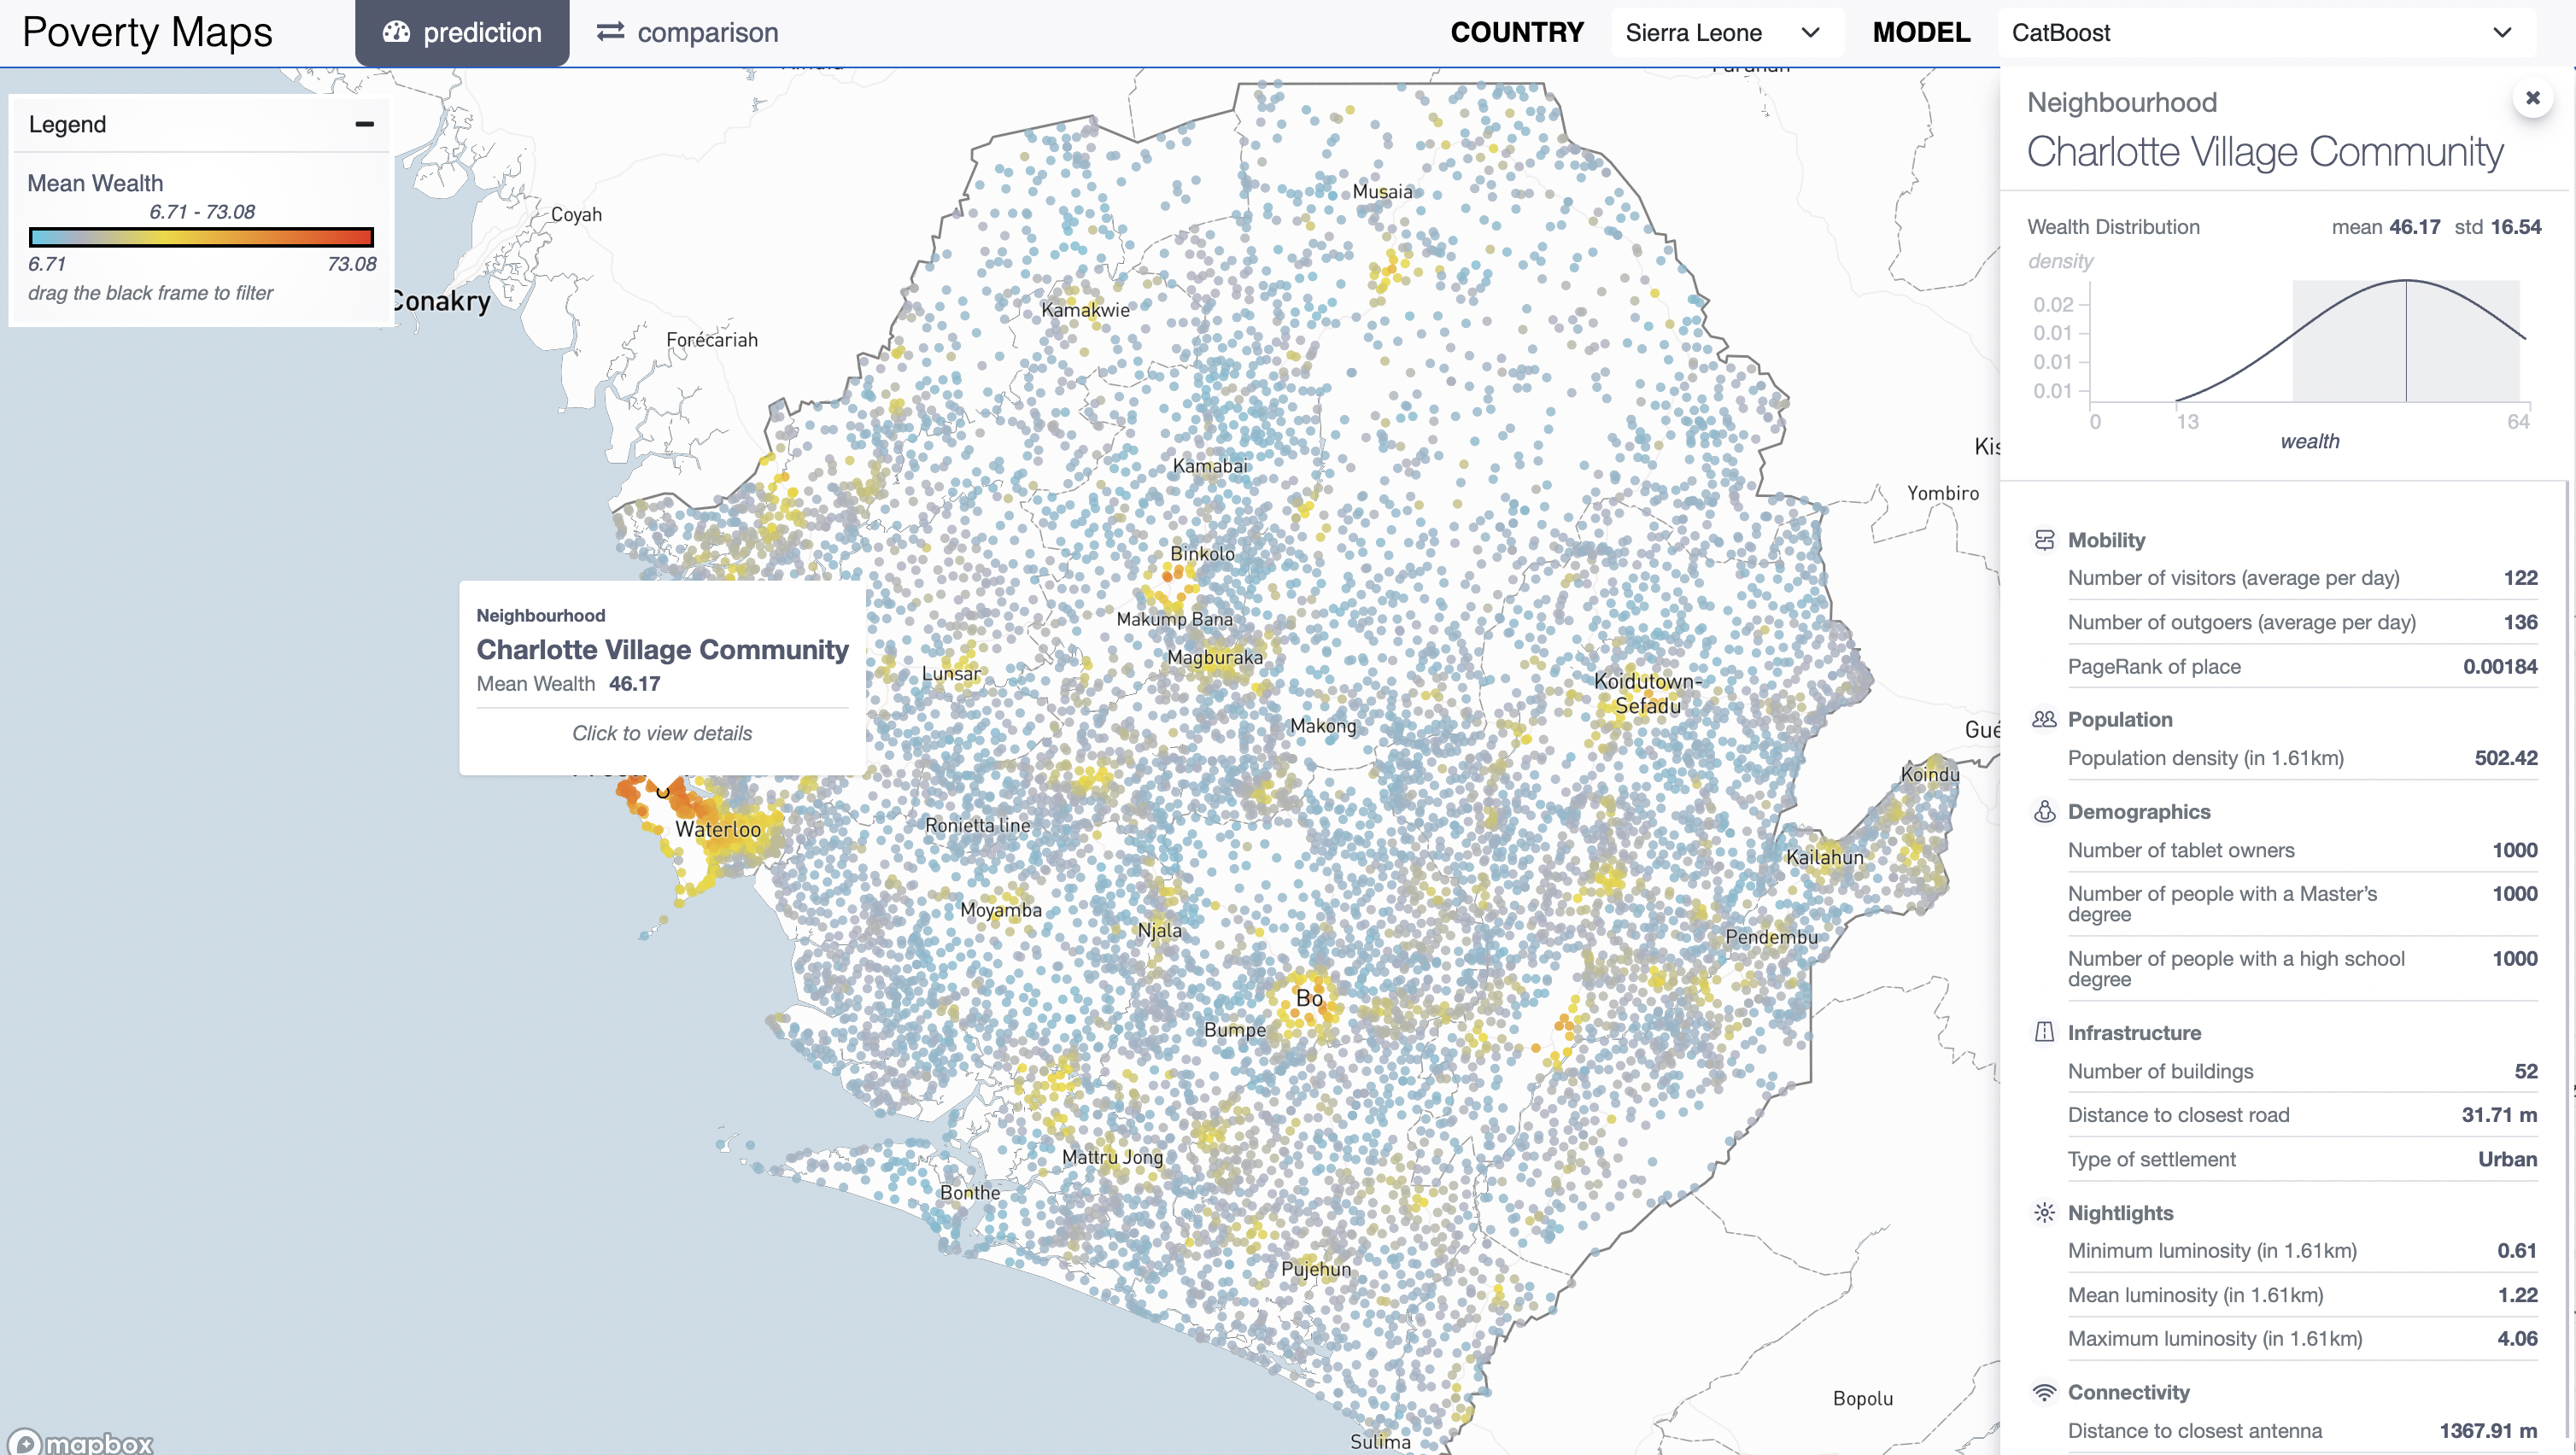 Poverty Maps
prediction
comparison
COUNTRY
Sierra Leone
MODEL
CatBoost
Legend
Mean Wealth
6.71 - 73.08
6.71
73.08
drag the black frame to filter
Coyah
Conakry
Forécariah
Musaia
Kamakwie
Kamabai
Binkolo
Makump Bana
Magburaka
Lunsar
Makong
Koidutown-
Sefadu
Yombiro
Kis
Gué
Koindu
Kailahun
Pendembu
Ronietta line
Waterloo
Moyamba
Njala
Bo
Bumpe
Mattru Jong
Bonthe
Pujehun
Sulima
Bopolu
Neighbourhood
Charlotte Village Community
Mean Wealth 46.17
Click to view details
mapbox
Neighbourhood
Charlotte Village Community
Wealth Distribution
mean 46.17 std 16.54
density
0.02
0.01
0.01
0.01
0
13
64
wealth
Mobility
Number of visitors (average per day) 122
Number of outgoers (average per day) 136
PageRank of place 0.00184
Population
Population density (in 1.61km) 502.42
Demographics
Number of tablet owners 1000
Number of people with a Master's 1000
degree
Number of people with a high school 1000
degree
Infrastructure
Number of buildings 52
Distance to closest road 31.71 m
Type of settlement Urban
Nightlights
Minimum luminosity (in 1.61km) 0.61
Mean luminosity (in 1.61km) 1.22
Maximum luminosity (in 1.61km) 4.06
Connectivity
Distance to closest antenna 1367.91 m